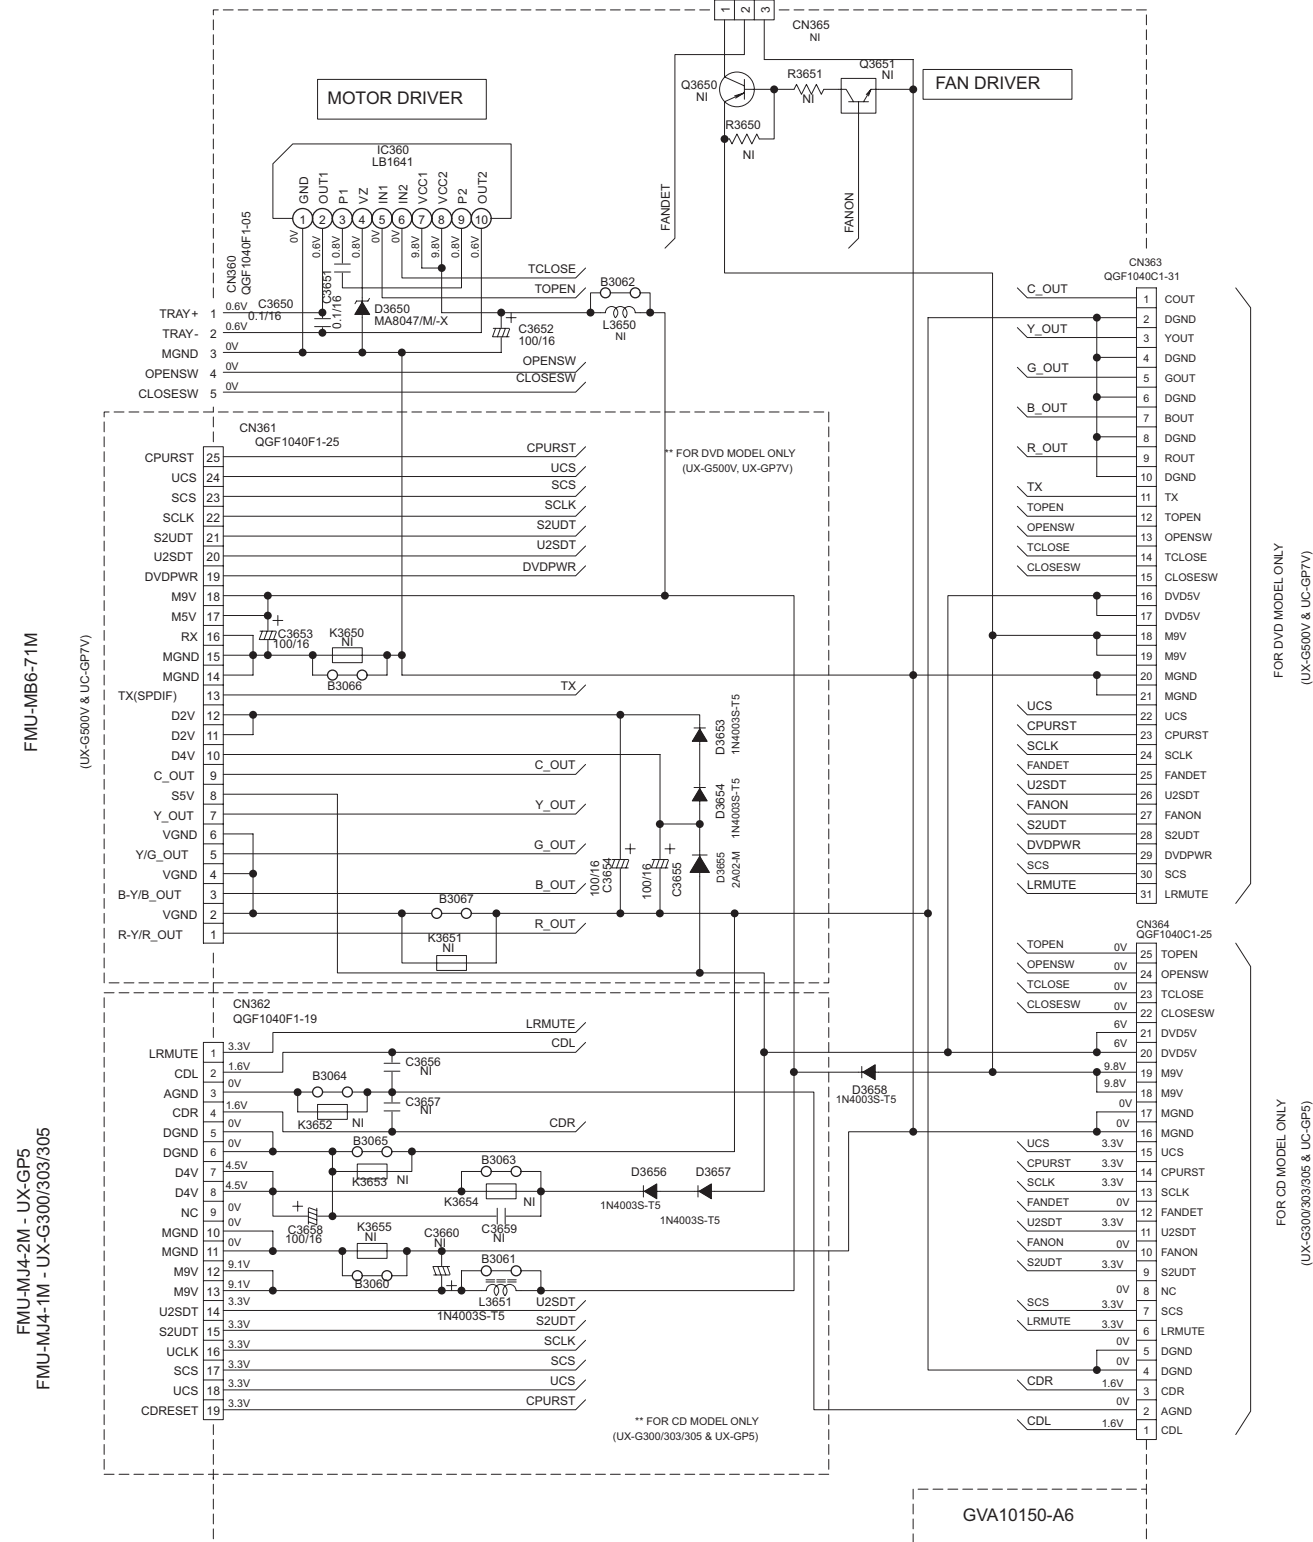 1 2 3
CN365
NI
MOTOR DRIVER
Q3650
NI
R3651
NI
Q3651
NI
FAN DRIVER
R3650
NI
IC360
LB1641
GND OUT1 P1 VZ IN1 IN2 VCC1 VCC2 P2 OUT2
1 2 3 4 5 6 7 8 9 10
0V 0.6V 0.8V 0.8V 0V 0V 9.8V 9.8V 0.8V 0.6V
FANDET
FANON
CN360
QGF1040F1-05
C3650
0.1/16
C3651
0.1/16
D3650
MA8047/M/-X
TCLOSE
TOPEN
B3062
L3650
NI
C3652
100/16
TRAY+ 1 0.6V
TRAY- 2 0.6V
MGND 3 0V
OPENSW 4 0V OPENSW
CLOSESW 5 0V CLOSESW
CN361
QGF1040F1-25
** FOR DVD MODEL ONLY
(UX-G500V, UX-GP7V)
CPURST 25 CPURST
UCS 24 UCS
SCS 23 SCS
SCLK 22 SCLK
S2UDT 21 S2UDT
U2SDT 20 U2SDT
DVDPWR 19 DVDPWR
M9V 18
M5V 17
RX 16
MGND 15
MGND 14
TX(SPDIF) 13 TX
D2V 12
D2V 11
D4V 10
C_OUT 9 C_OUT
S5V 8
Y_OUT 7 Y_OUT
VGND 6
Y/G_OUT 5 G_OUT
VGND 4
B-Y/B_OUT 3 B_OUT
VGND 2
R-Y/R_OUT 1 R_OUT
C3653
100/16
K3650
NI
B3066
D3653
1N4003S-T5
D3654
1N4003S-T5
D3655
2A02-M
100/16
C3654
100/16
C3655
B3067
K3651
NI
FMU-MB6-71M
(UX-G500V & UC-GP7V)
CN362
QGF1040F1-19
LRMUTE 1 3.3V LRMUTE
CDL 2 1.6V CDL
AGND 3 0V
CDR 4 1.6V CDR
DGND 5 0V
DGND 6 0V
D4V 7 4.5V
D4V 8 4.5V
NC 9 0V
MGND 10 0V
MGND 11 0V
M9V 12 9.1V
M9V 13 9.1V
U2SDT 14 3.3V U2SDT
S2UDT 15 3.3V S2UDT
UCLK 16 3.3V SCLK
SCS 17 3.3V SCS
UCS 18 3.3V UCS
CDRESET 19 3.3V CPURST
C3656
NI
B3064
K3652
NI
C3657
NI
B3065
K3653
NI
B3063
K3654
NI
D3656
1N4003S-T5
D3657
1N4003S-T5
C3658
100/16
C3659
NI
K3655
NI
B3060
C3660
NI
B3061
L3651
1N4003S-T5
D3658
1N4003S-T5
** FOR CD MODEL ONLY
(UX-G300/303/305 & UX-GP5)
FMU-MJ4-2M - UX-GP5
FMU-MJ4-1M - UX-G300/303/305
CN363
QGF1040C1-31
C_OUT 1 COUT
2 DGND
Y_OUT 3 YOUT
4 DGND
G_OUT 5 GOUT
6 DGND
B_OUT 7 BOUT
8 DGND
R_OUT 9 ROUT
10 DGND
TX 11 TX
TOPEN 12 TOPEN
OPENSW 13 OPENSW
TCLOSE 14 TCLOSE
CLOSESW 15 CLOSESW
16 DVD5V
17 DVD5V
18 M9V
19 M9V
20 MGND
21 MGND
UCS 22 UCS
CPURST 23 CPURST
SCLK 24 SCLK
FANDET 25 FANDET
U2SDT 26 U2SDT
FANON 27 FANON
S2UDT 28 S2UDT
DVDPWR 29 DVDPWR
SCS 30 SCS
LRMUTE 31 LRMUTE
FOR DVD MODEL ONLY
(UX-G500V & UC-GP7V)
CN364
QGF1040C1-25
TOPEN 0V 25 TOPEN
OPENSW 0V 24 OPENSW
TCLOSE 0V 23 TCLOSE
CLOSESW 0V 22 CLOSESW
6V 21 DVD5V
6V 20 DVD5V
9.8V 19 M9V
9.8V 18 M9V
0V 17 MGND
0V 16 MGND
UCS 3.3V 15 UCS
CPURST 3.3V 14 CPURST
SCLK 3.3V 13 SCLK
FANDET 0V 12 FANDET
U2SDT 3.3V 11 U2SDT
FANON 0V 10 FANON
S2UDT 3.3V 9 S2UDT
0V 8 NC
SCS 3.3V 7 SCS
LRMUTE 3.3V 6 LRMUTE
0V 5 DGND
0V 4 DGND
CDR 1.6V 3 CDR
0V 2 AGND
CDL 1.6V 1 CDL
FOR CD MODEL ONLY
(UX-G300/303/305 & UC-GP5)
GVA10150-A6